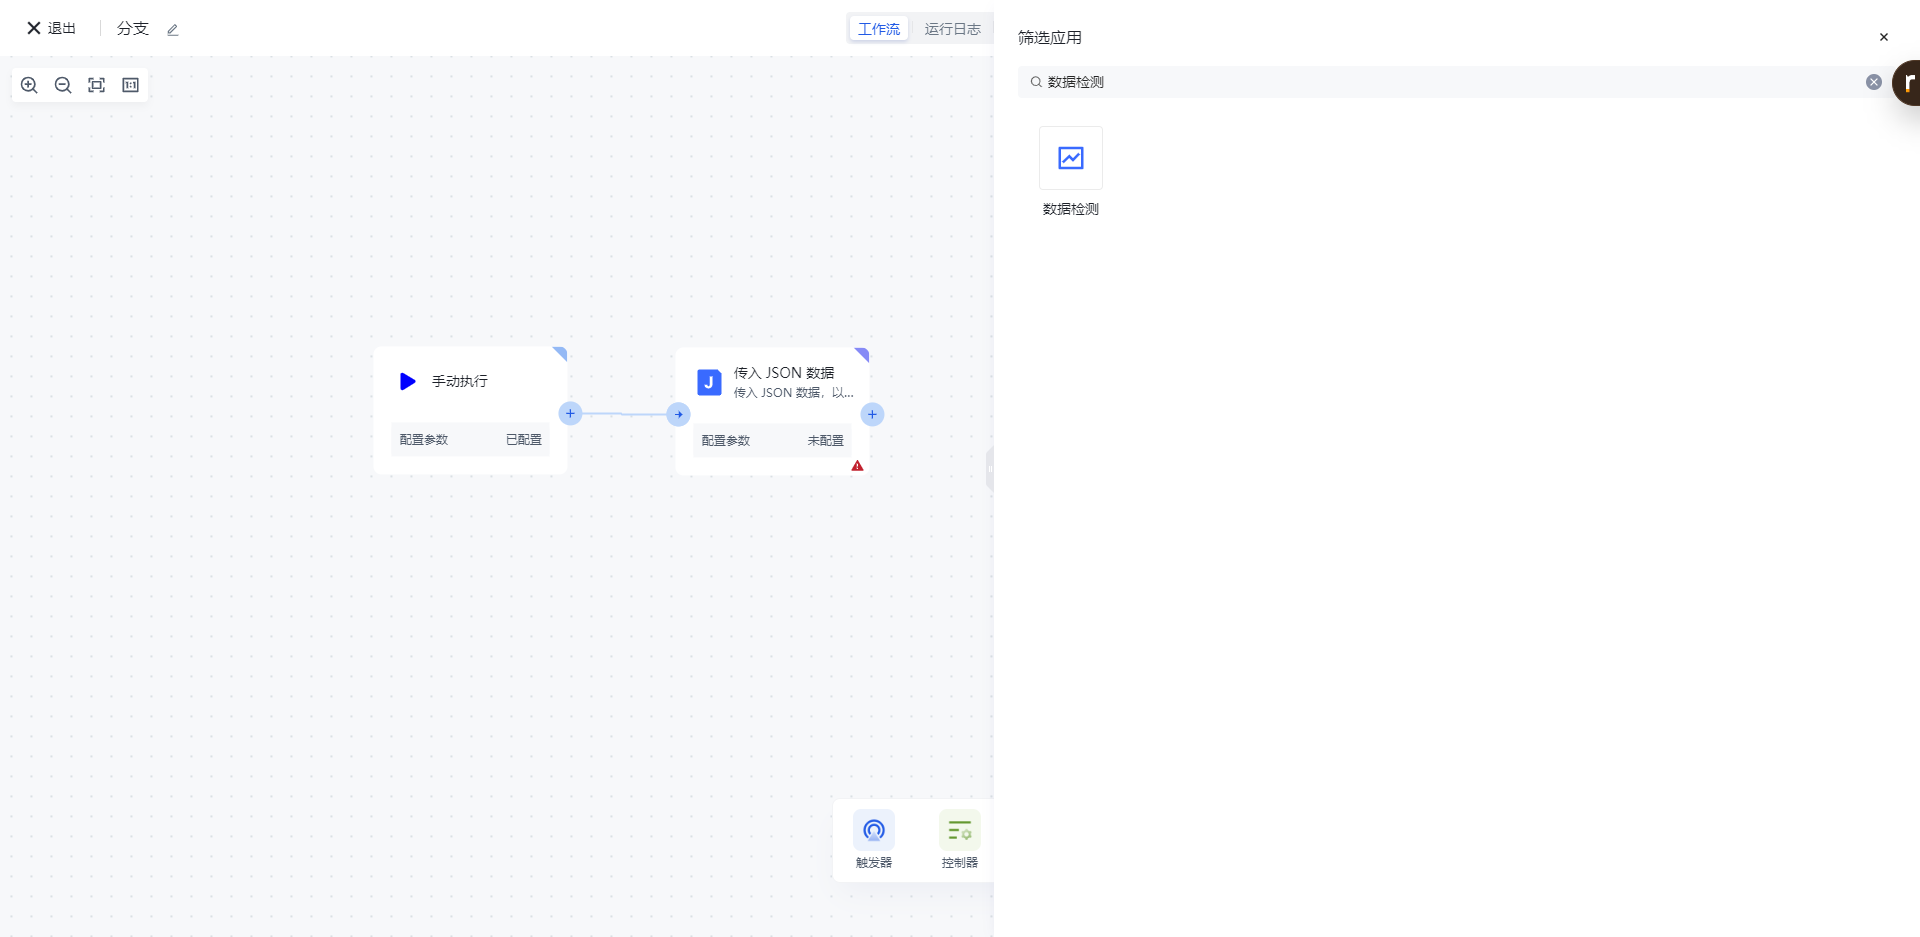 退出
分支
工作流
运行日志
1:1
手动执行
配置参数
已配置
J
传入 JSON 数据
传入 JSON 数据，以...
配置参数
未配置
触发器
控制器
筛选应用
数据检测
r
数据检测